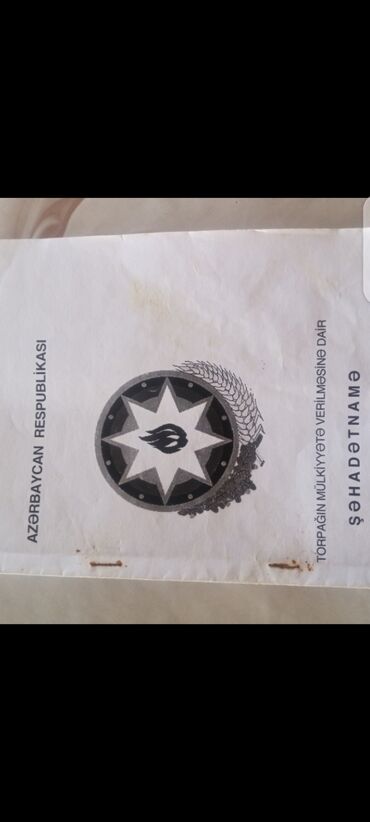 AZƏRBAYCAN RESPUBLİKASI
TORPAĞIN MÜLKİYYƏTƏ VERİLMƏSİNƏ DAİR
ŞƏHADƏTNAMƏ